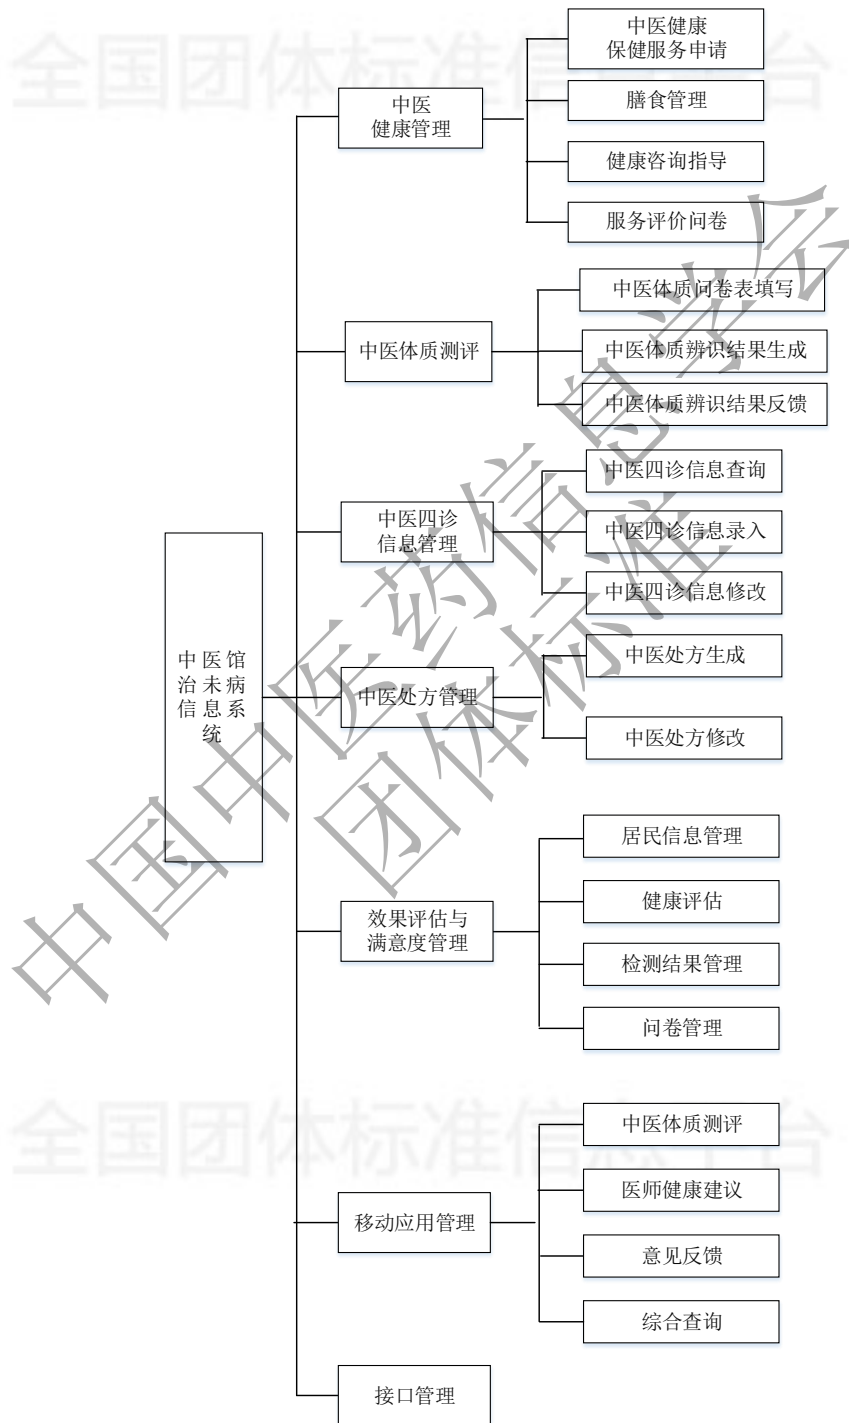 中医馆
治未病
信息系
统
中医
健康管理
中医健康
保健服务申请
膳食管理
健康咨询指导
服务评价问卷
中医体质测评
中医体质问卷表填写
中医体质辨识结果生成
中医体质辨识结果反馈
中医四诊
信息管理
中医四诊信息查询
中医四诊信息录入
中医四诊信息修改
中医处方管理
中医处方生成
中医处方修改
效果评估与
满意度管理
居民信息管理
健康评估
检测结果管理
问卷管理
移动应用管理
中医体质测评
医师健康建议
意见反馈
综合查询
接口管理
全国团体标准信息平台
中国中医药信息学会
团体标准
全国团体标准信息平台